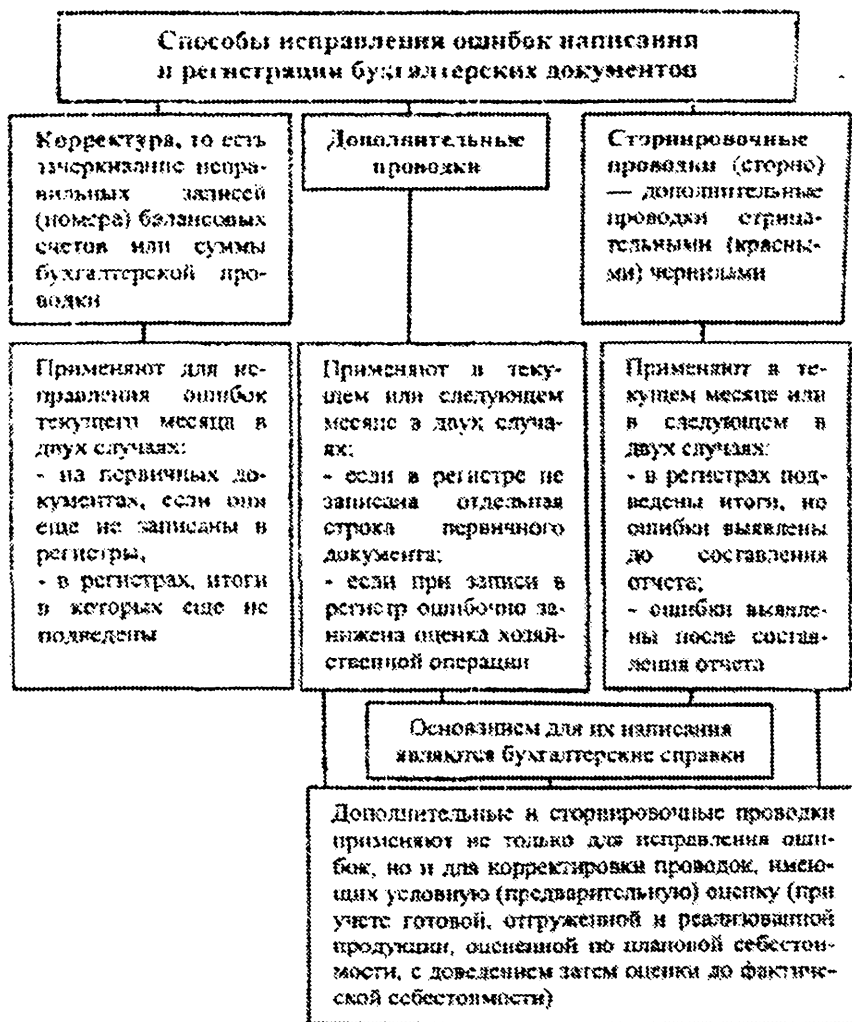 Способы исправления ошибок написания
и регистрации бухгалтерских документов
Корректура, то есть
зачеркивание непра-
вильных записей
(номера) балансовых
счетов или суммы
бухгалтерской про-
водки
Дополнительные
проводки
Сторнировочные
проводки (сторно)
— дополнительные
проводки отрица-
тельными (красны-
ми) чернилами
Применяют для ис-
правления ошибок
текущего месяца в
двух случаях:
- на первичных до-
кументах, если они
еще не записаны в
регистры,
- в регистрах, итоги
в которых еще не
подведены
Применяют в теку-
щем или следующем
месяце в двух случа-
ях:
- если в регистре не
записана отдельная
строка первичного
документа;
- если при записи в
регистр ошибочно за-
нижена оценка хозяй-
ственной операции
Применяют в те-
кущем месяце или
в следующем в
двух случаях:
- в регистрах под-
ведены итоги, но
ошибки выявлены
до составления
отчета;
- ошибки выявле-
ны после состав-
ления отчета
Основанием для их написания
являются бухгалтерские справки
Дополнительные и сторнировочные проводки
применяют не только для исправления оши-
бок, но и для корректировки проводок, имею-
щих условную (предварительную) оценку (при
учете готовой, отгруженной и реализованной
продукции, оцененной по плановой себестои-
мости, с доведением затем оценки до фактиче-
ской себестоимости)